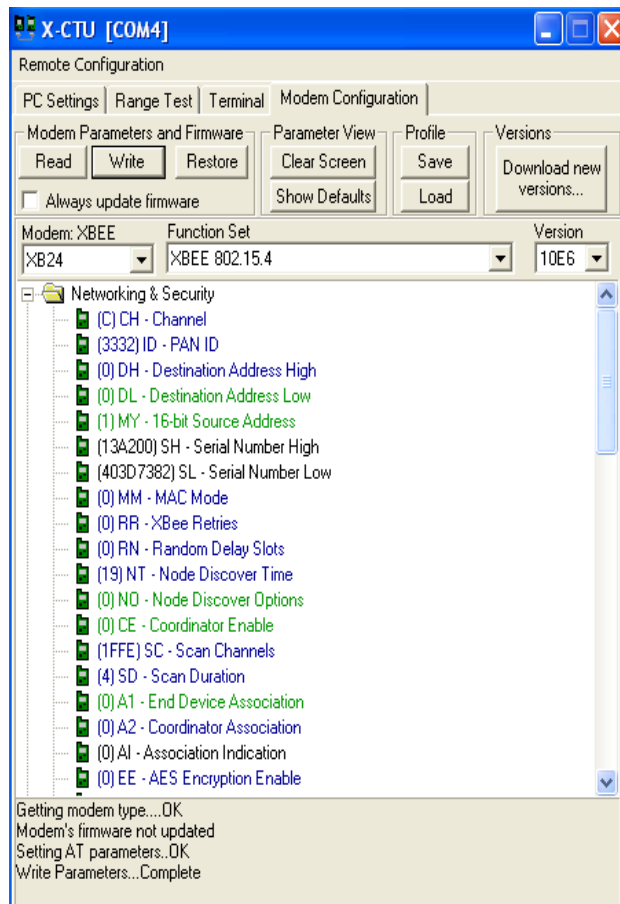 X-CTU [COM4]
Remote Configuration
PC Settings Range Test Terminal Modem Configuration
Modem Parameters and Firmware Parameter View Profile Versions
Read Write Restore Clear Screen Save Download new versions...
Always update firmware Show Defaults Load
Modem: XBEE Function Set Version
XB24 XBEE 802.15.4 10E6
Networking & Security
(C) CH - Channel
(3332) ID - PAN ID
(0) DH - Destination Address High
(0) DL - Destination Address Low
(1) MY - 16-bit Source Address
(13A200) SH - Serial Number High
(403D7382) SL - Serial Number Low
(0) MM - MAC Mode
(0) RR - XBee Retries
(0) RN - Random Delay Slots
(19) NT - Node Discover Time
(0) NO - Node Discover Options
(0) CE - Coordinator Enable
(1FFE) SC - Scan Channels
(4) SD - Scan Duration
(0) A1 - End Device Association
(0) A2 - Coordinator Association
(0) AI - Association Indication
(0) EE - AES Encryption Enable
Getting modem type....OK
Modem's firmware not updated
Setting AT parameters..OK
Write Parameters...Complete